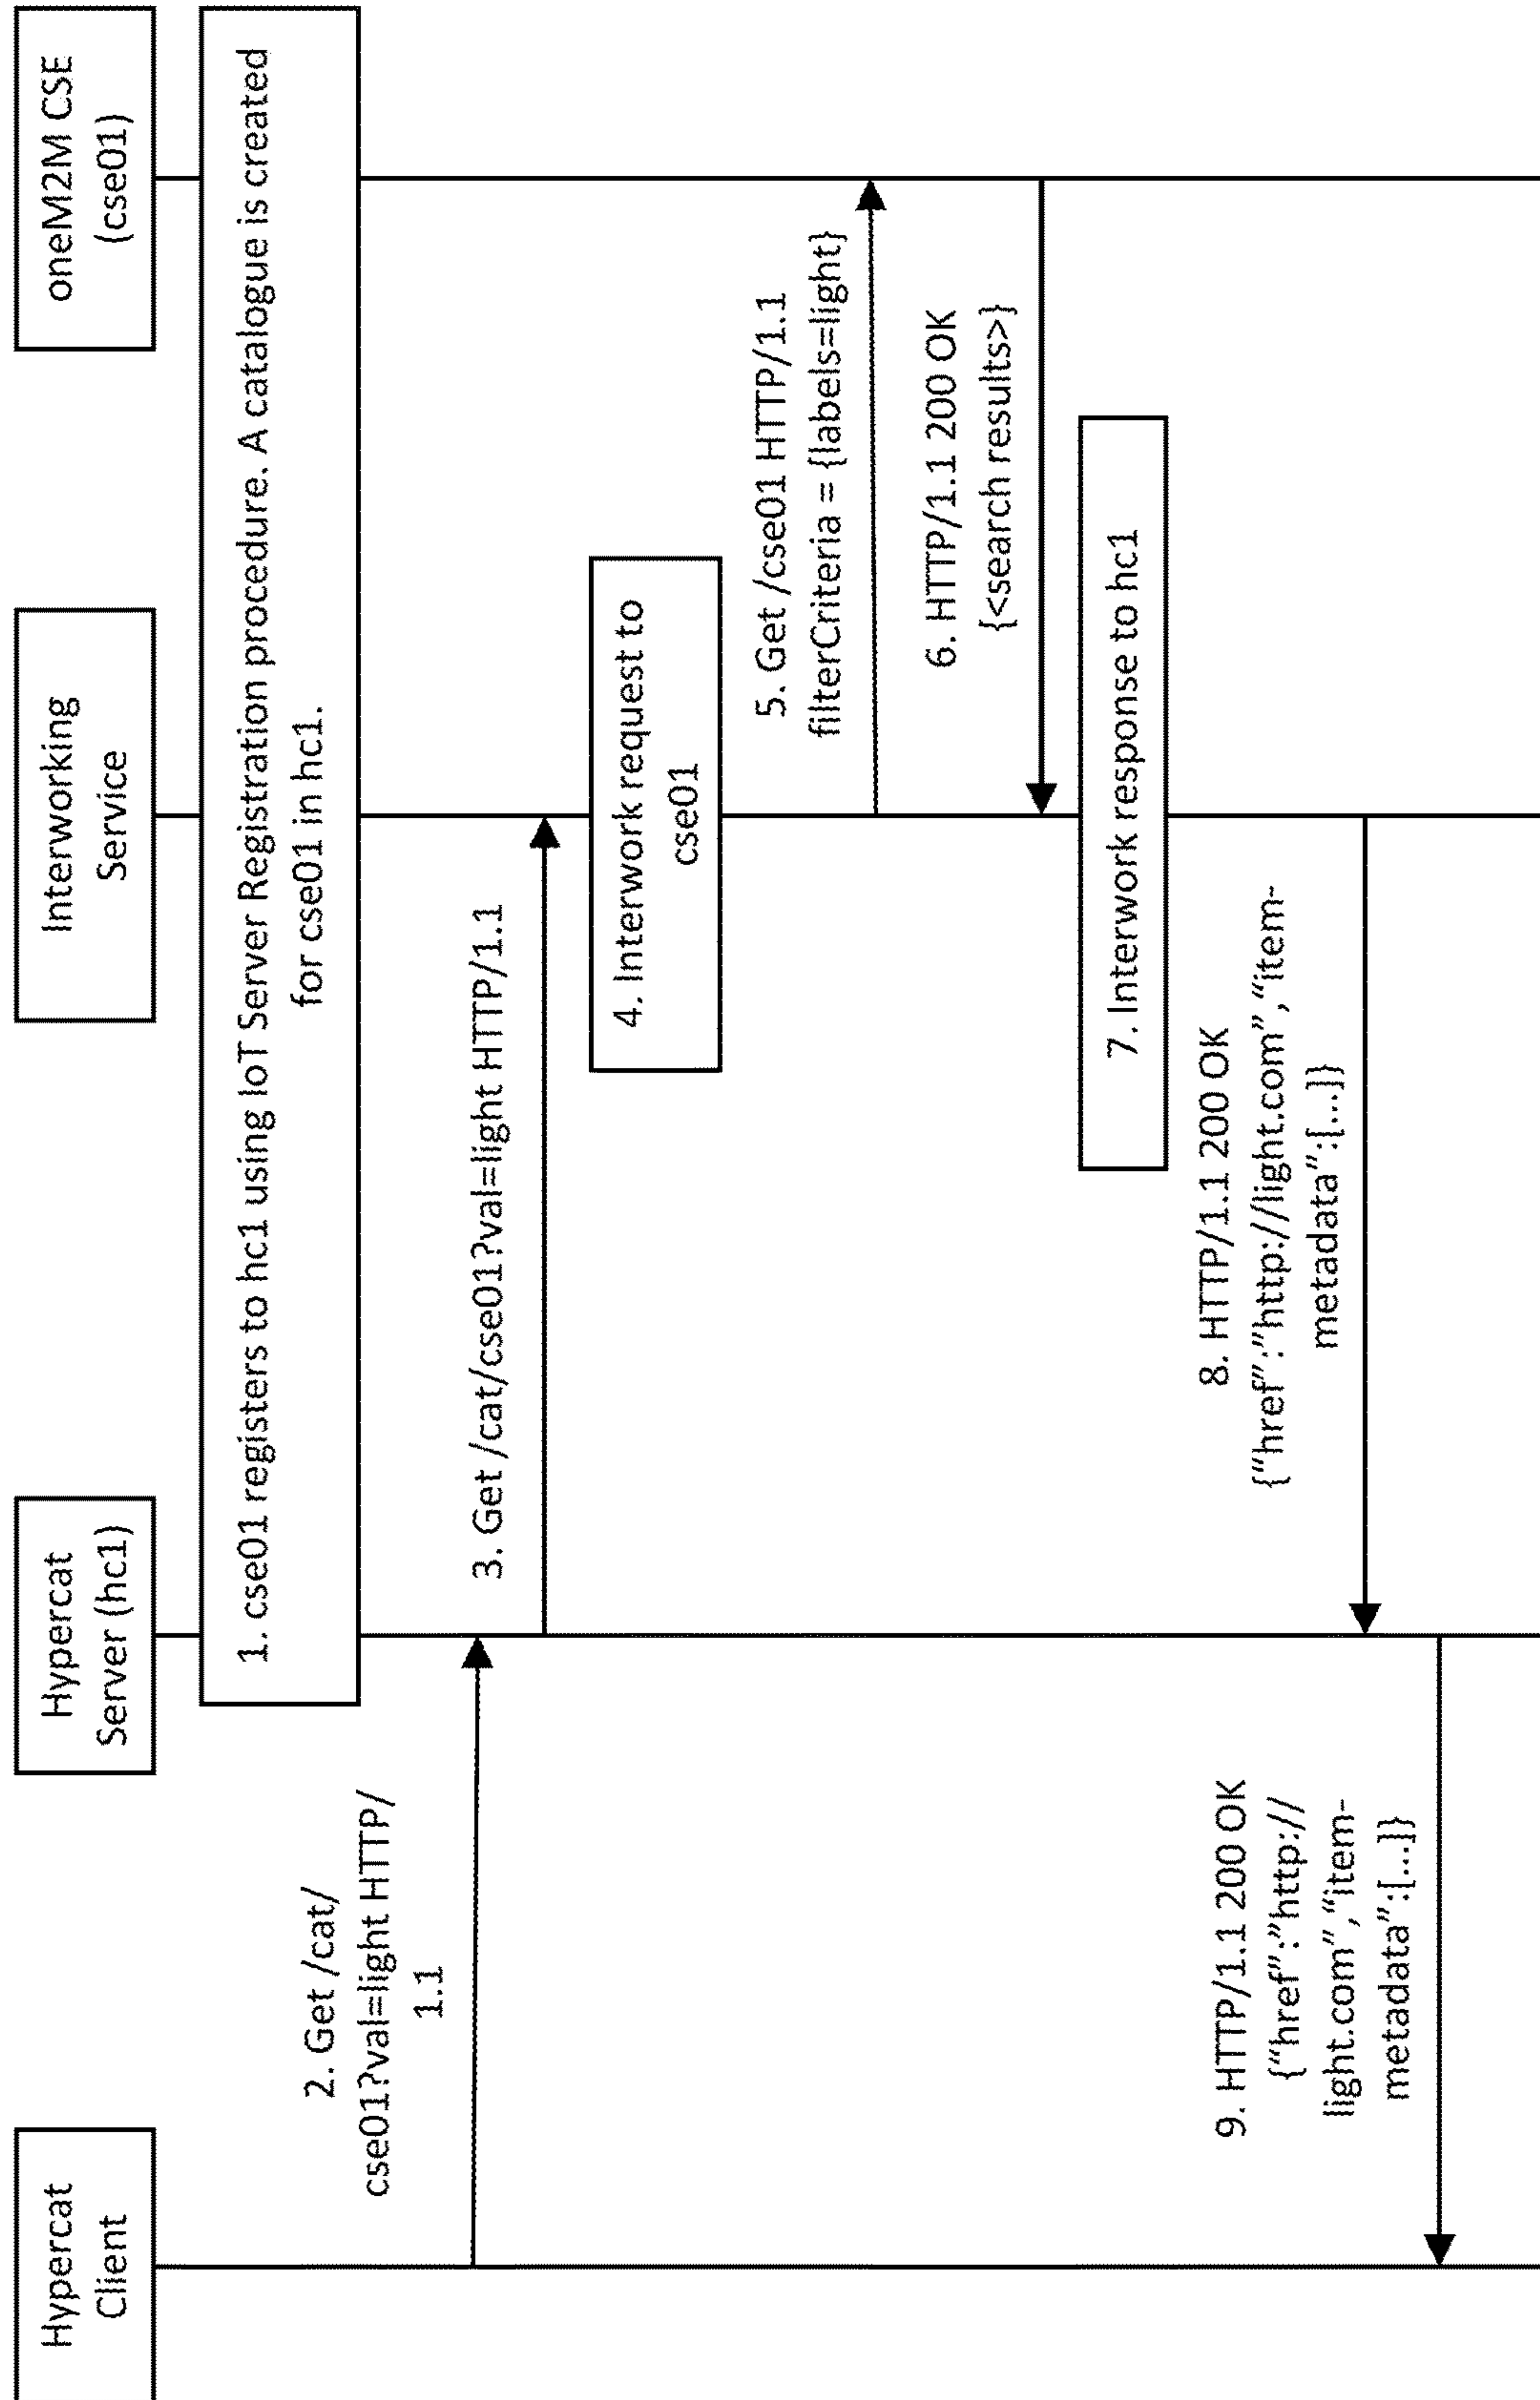 Hypercat
Client
Hypercat
Server (hc1)
Interworking
Service
oneM2M CSE
(cse01)
1. cse01 registers to hc1 using IoT Server Registration procedure. A catalogue is created
for cse01 in hc1.
2. Get /cat/
cse01?val=light HTTP/
1.1
3. Get /cat/cse01?val=light HTTP/1.1
4. Interwork request to
cse01
5. Get /cse01 HTTP/1.1
filterCriteria = {labels=light}
6. HTTP/1.1 200 OK
{<search results>}
7. Interwork response to hc1
8. HTTP/1.1 200 OK
{“href”:”http://light.com”,“item-
metadata”:[...]}
9. HTTP/1.1 200 OK
{“href”:”http://
light.com”,“item-
metadata”:[...]}